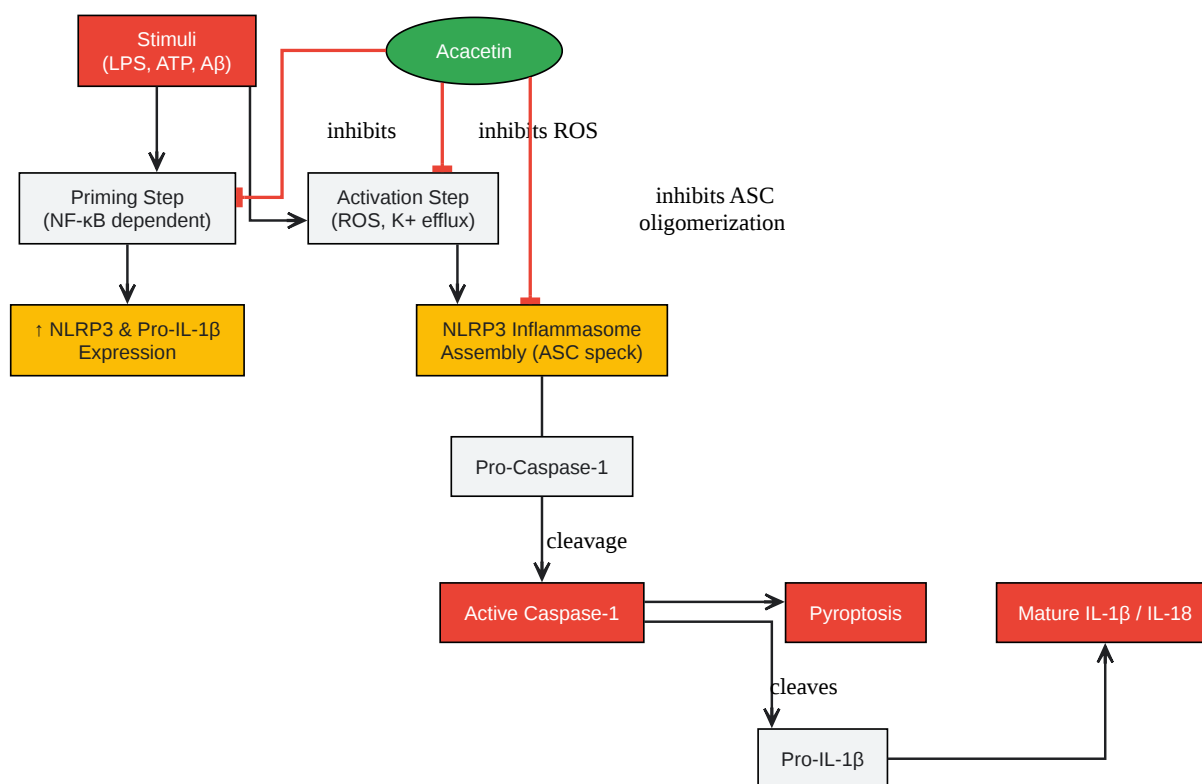 Stimuli
(LPS, ATP, Aβ)
Acacetin
inhibits
inhibits ROS
Priming Step
(NF-κB dependent)
Activation Step
(ROS, K+ efflux)
inhibits ASC
oligomerization
↑ NLRP3 & Pro-IL-1β
Expression
NLRP3 Inflammasome
Assembly (ASC speck)
Pro-Caspase-1
cleavage
Active Caspase-1
Pyroptosis
Mature IL-1β / IL-18
cleaves
Pro-IL-1β